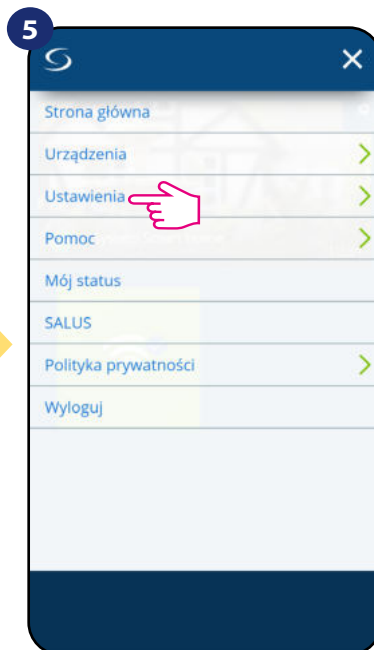 5
Strona główna
Urządzenia
Ustawienia
Pomoc
Mój status
SALUS
Polityka prywatności
Wyloguj